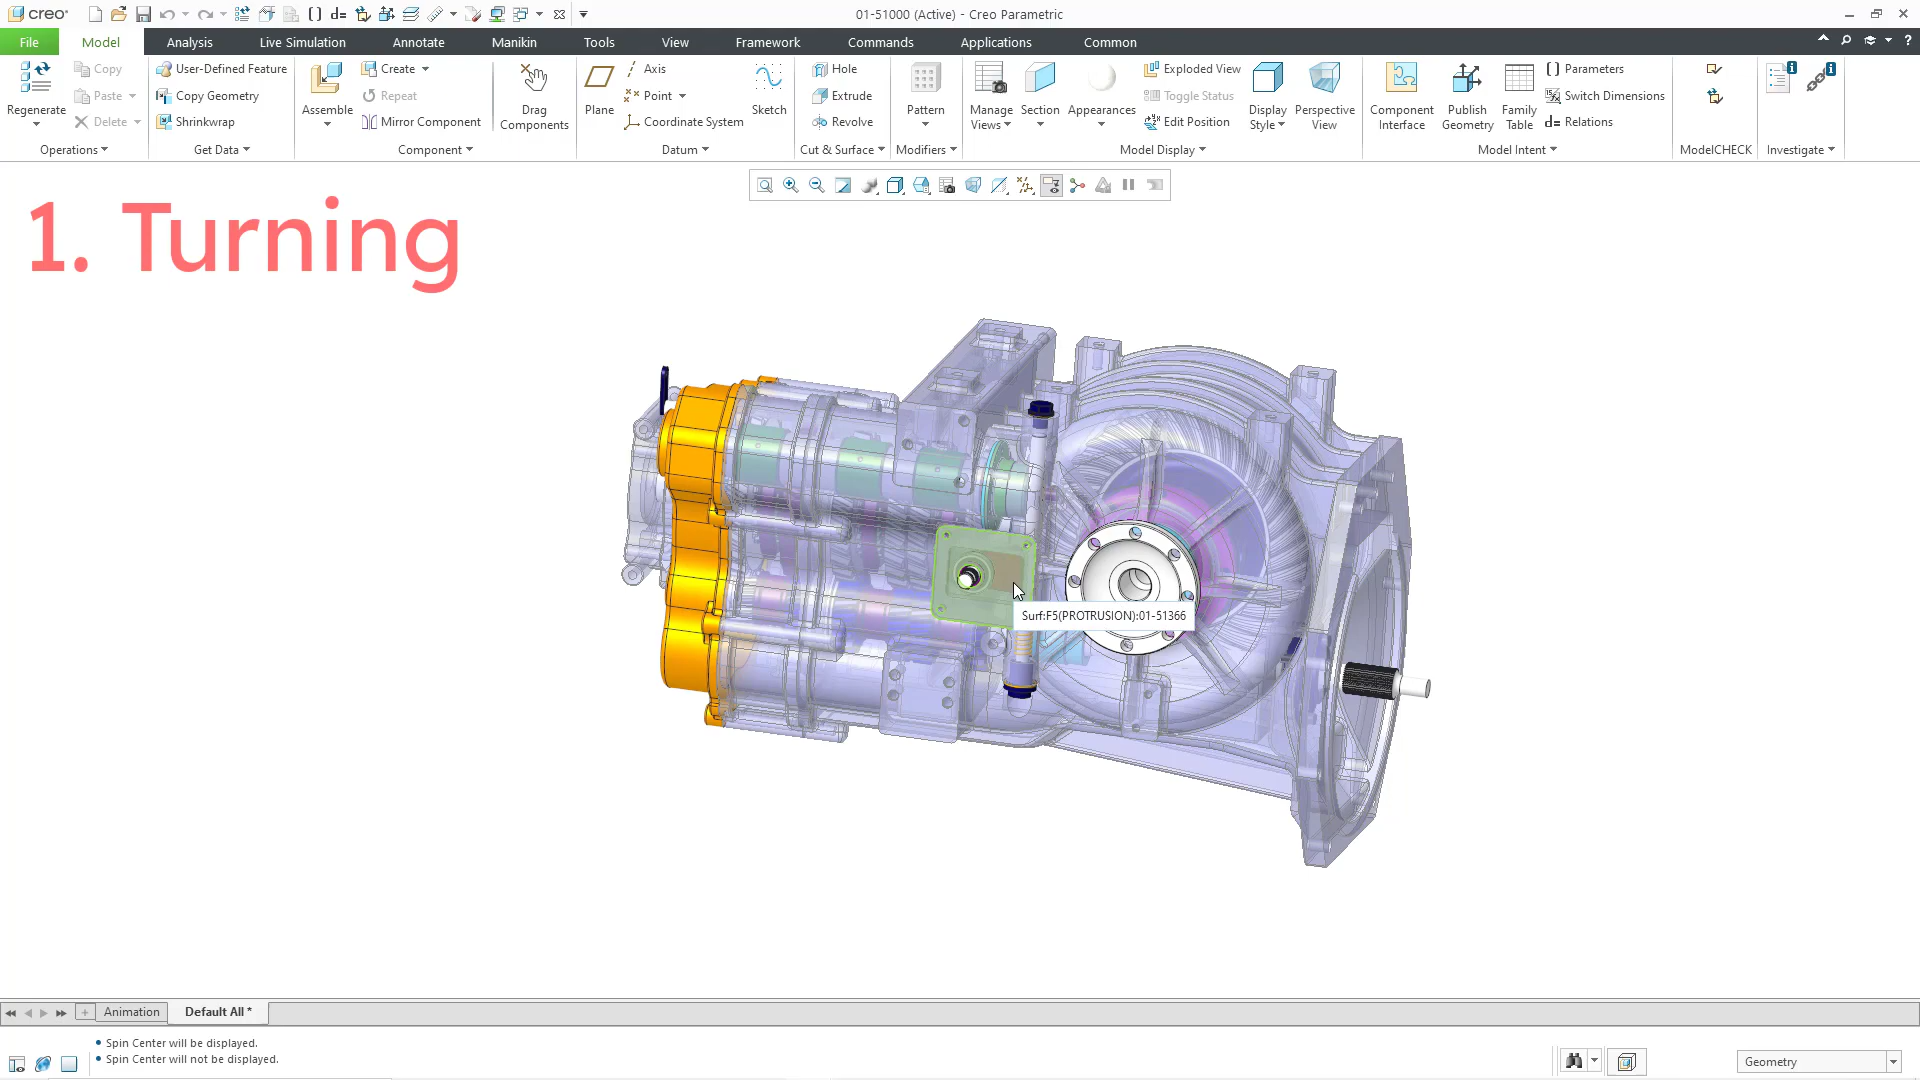 creo
d=
01-51000 (Active) - Creo Parametric
File
Model
Analysis
Live Simulation
Annotate
Manikin
Tools
View
Framework
Commands
Applications
Common
?
Regenerate
Copy
Paste
Delete
Operations
User-Defined Feature
Copy Geometry
Shrinkwrap
Get Data
Assemble
Create
Repeat
Mirror Component
Drag
Components
Component
Plane
Axis
Point
Coordinate System
Sketch
Datum
Hole
Extrude
Revolve
Cut & Surface
Pattern
Modifiers
Manage
Views
Section
Appearances
Exploded View
Toggle Status
Edit Position
Display
Style
Perspective
View
Model Display
Component
Interface
Publish
Geometry
Family
Table
Parameters
Switch Dimensions
d= Relations
Model Intent
ModelCHECK
Investigate
1. Turning
Surf:F5(PROTRUSION):01-51366
Animation
Default All *
• Spin Center will be displayed.
• Spin Center will not be displayed.
Geometry